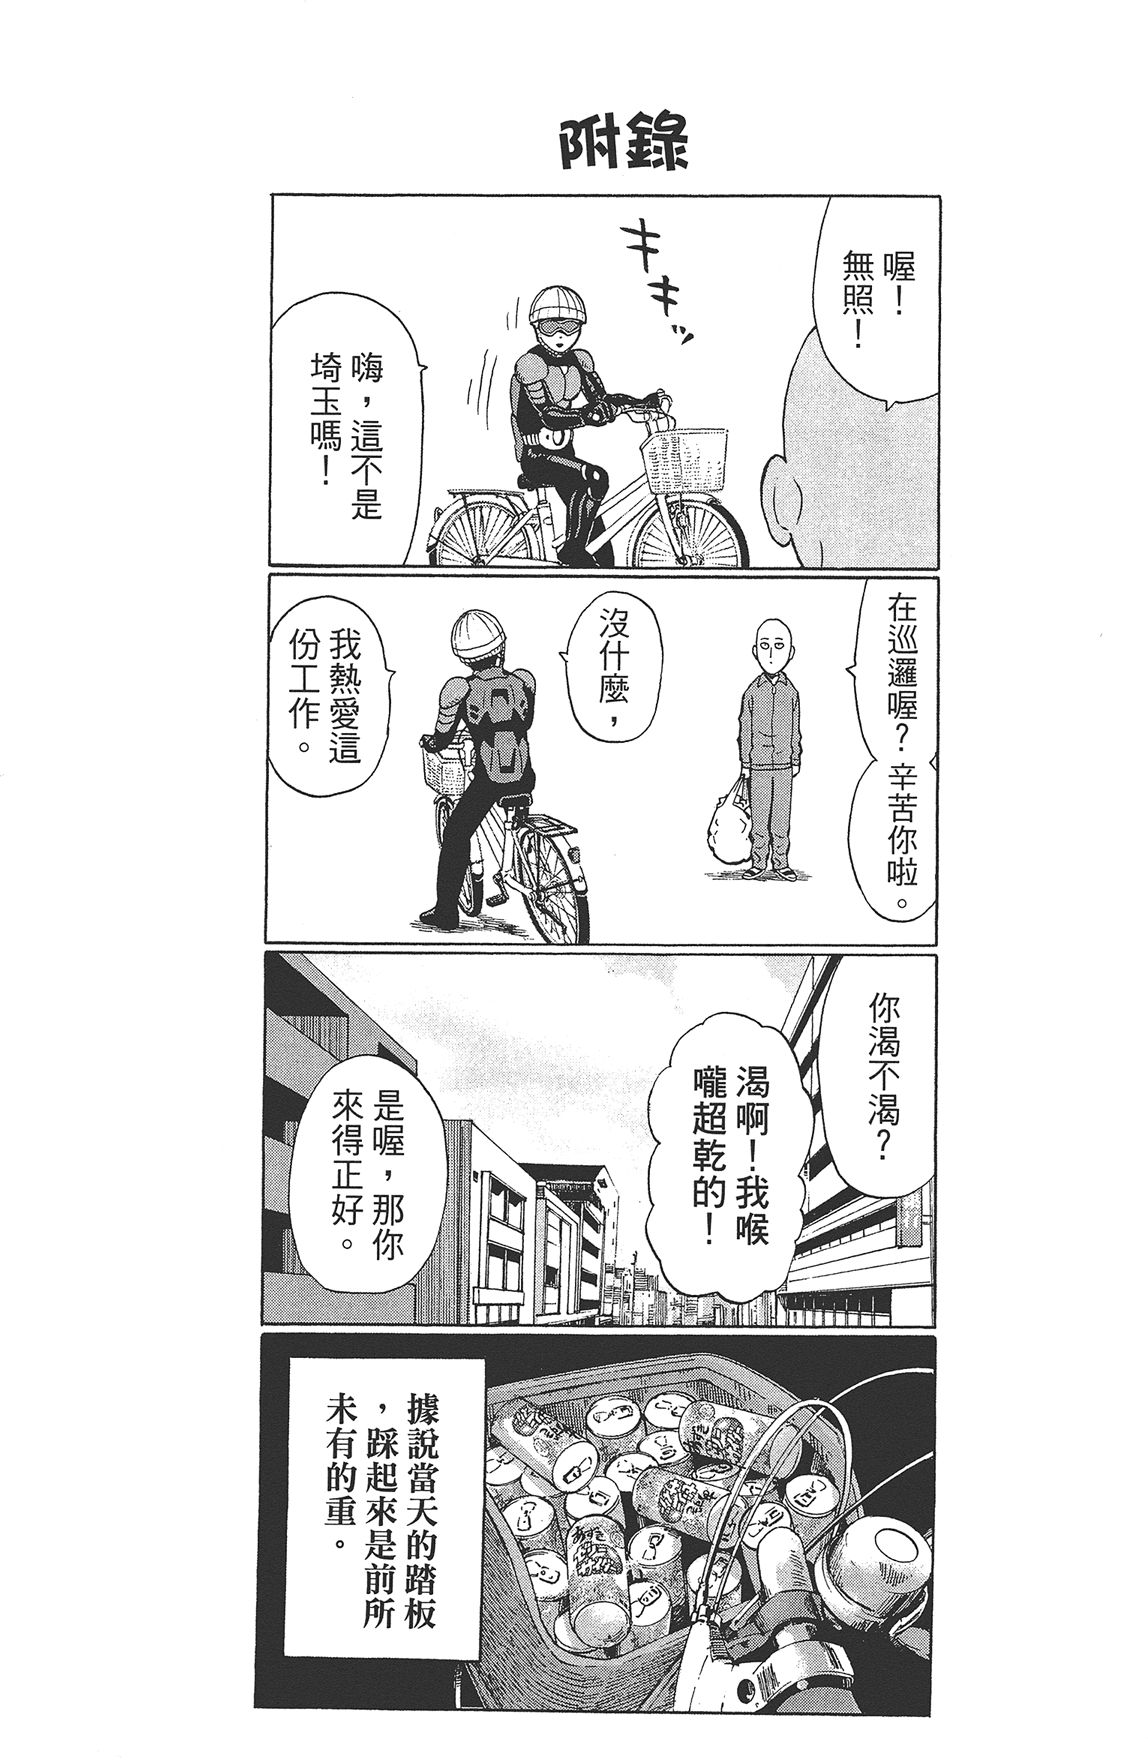 附錄
喔！
無照！
キキーッ
嗨，這不是
埼玉嗎！
在巡邏喔？辛苦你啦。
沒什麼，
我熱愛這
份工作。
你渴不渴？
渴啊！我喉
嚨超乾的！
是喔，那你
來得正好。
據說當天的踏板
，踩起來是前所
未有的重。